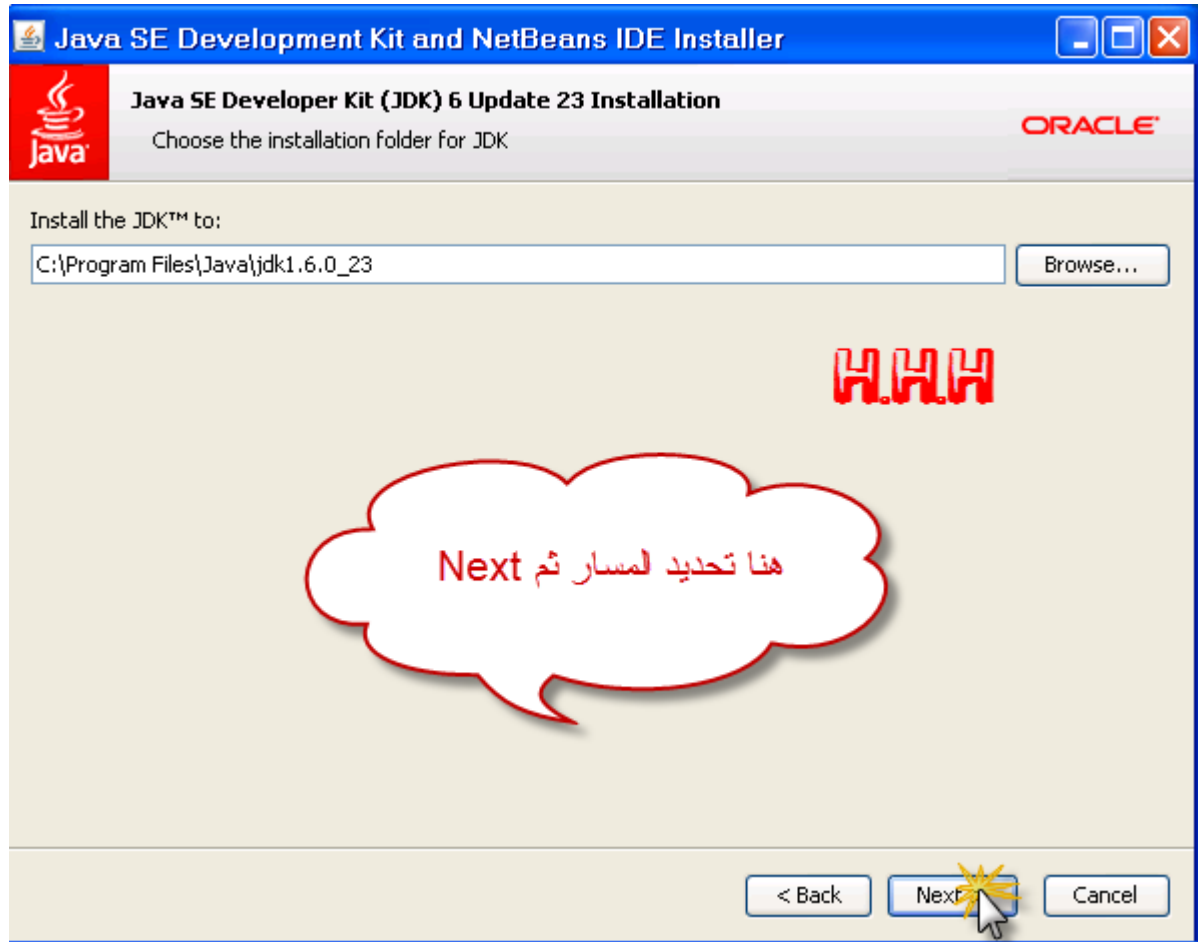 Java SE Development Kit and NetBeans IDE Installer
Java
Java SE Developer Kit (JDK) 6 Update 23 Installation
Choose the installation folder for JDK
ORACLE
Install the JDK™ to:
C:\Program Files\Java\jdk1.6.0_23
Browse...
H.H.H
هنا تحديد المسار ثم Next
< Back
Next
Cancel